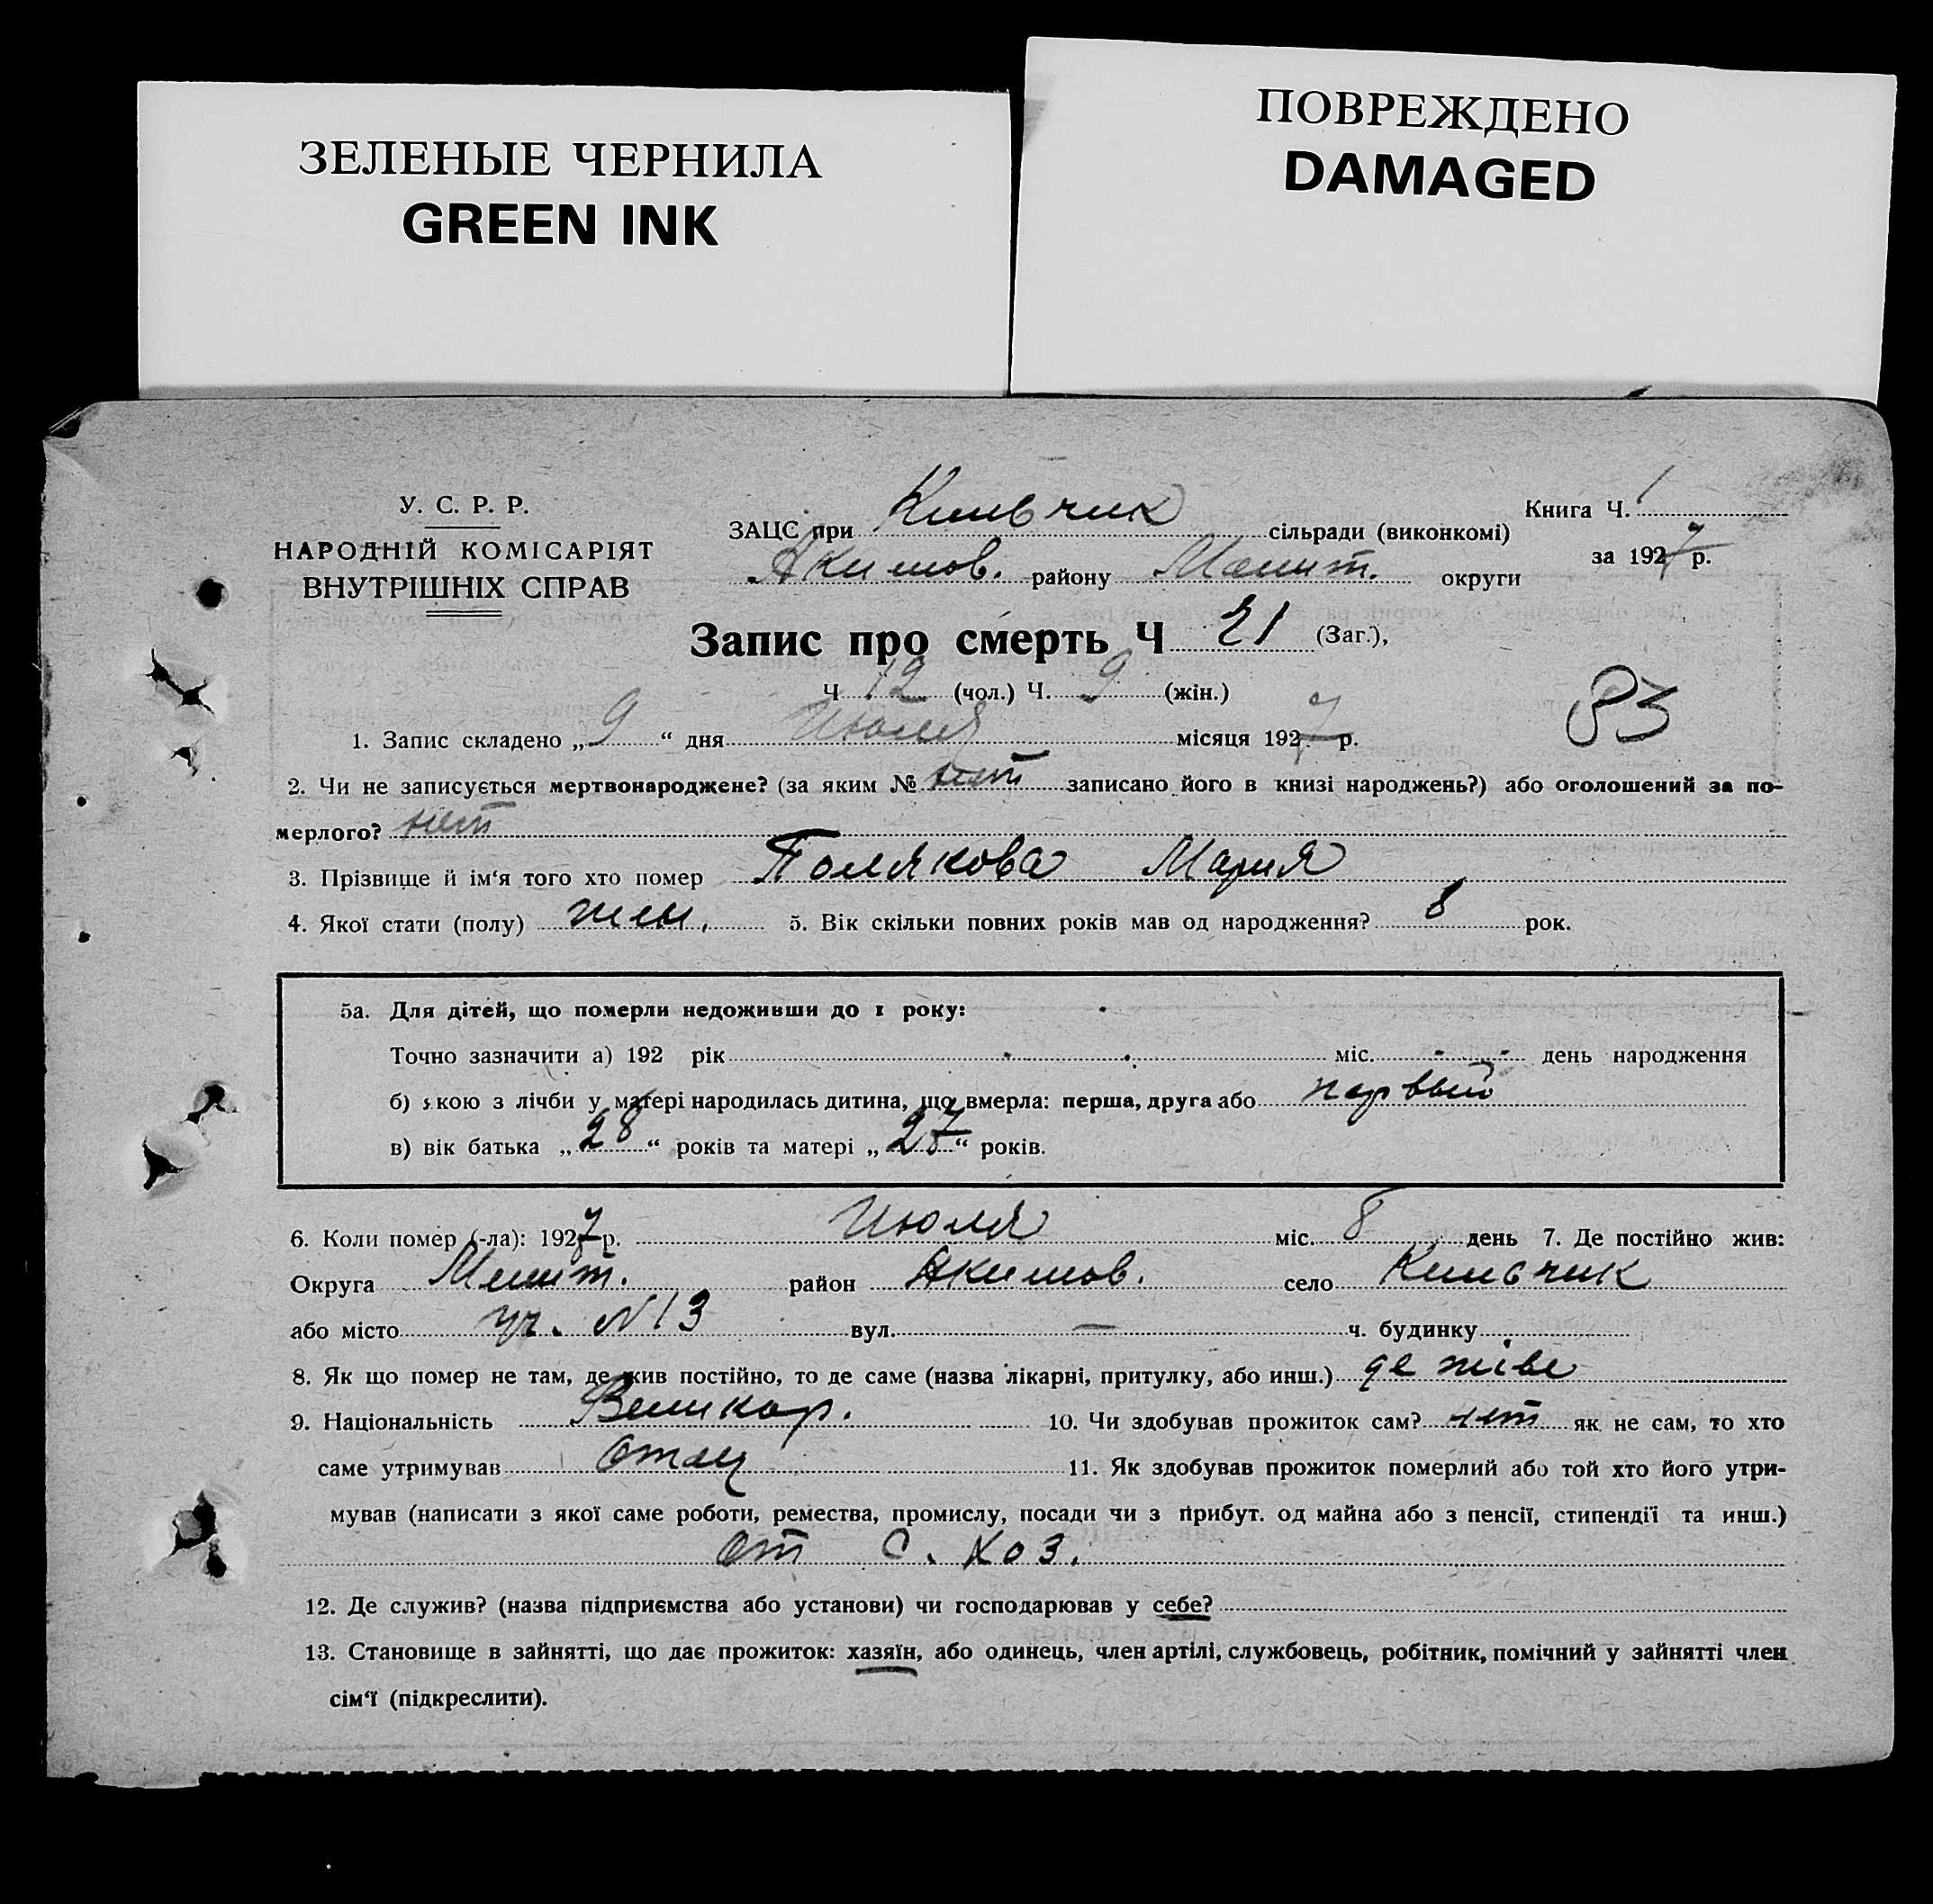 ЗЕЛЕНЫЕ ЧЕРНИЛА
GREEN INK
ПОВРЕЖДЕНО
DAMAGED
У. С. Р. Р.
НАРОДНІЙ КОМІСАРІЯТ
ВНУТРІШНІХ СПРАВ
ЗАЦС при Кильчик сільради (виконкомі)
Акимов. району Мелит. округи
Книга Ч. 1
за 1927 р.
Запис про смерть Ч 21 (Заг.),
Ч 12 (чол.) Ч. 9 (жін.)
83
1. Запис складено „ 9 “ дня Июля місяця 1927 р.
2. Чи не записується мертвонароджене? (за яким № нет записано його в книзі народжень?) або оголошений за по-
мерлого? нет
3. Прізвище й ім‘я того хто помер Полякова Мария
4. Якої стати (полу) жен. 5. Вік скільки повних років мав од народження? 8 рок.
5а. Для дітей, що померли недоживши до 1 року:
Точно зазначити а) 192 рік міс. - - день народження
б) якою з лічби у матері народилась дитина, що вмерла: перша, друга або первый
в) вік батька „ 28 “ років та матері „ 27 “ років.
6. Коли помер (-ла): 1927 р. Июля міс. 8 день 7. Де постійно жив:
Округа Мелит. район Акимов. село Кильчик
або місто уч. N13 вул. — ч. будинку
8. Як що помер не там, де жив постійно, то де саме (назва лікарні, притулку, або инш.) де жіве
9. Національність Великор. 10. Чи здобував прожиток сам? нет як не сам, то хто
саме утримував Отец 11. Як здобував прожиток померлий або той хто його утри-
мував (написати з якої саме роботи, ремества, промислу, посади чи з прибут. од майна або з пенсії, стипендії та инш.)
от с. хоз.
12. Де служив? (назва підприємства або установи) чи господарював у себе?
13. Становище в зайнятті, що дає прожиток: хазяїн, або одинець, член артілі, службовець, робітник, помічний у зайнятті член
сім‘ї (підкреслити).